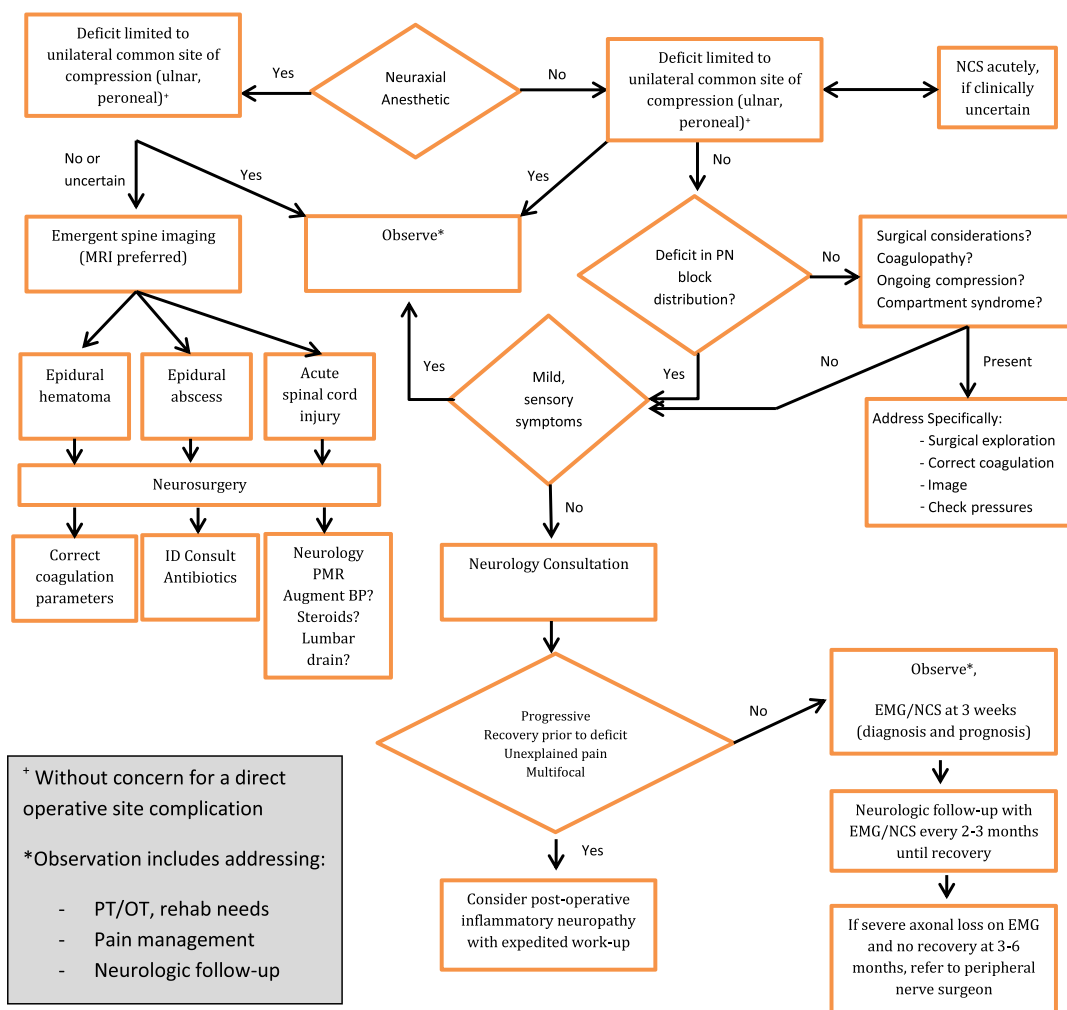 Deficit limited to
unilateral common site
of compression (ulnar,
peroneal)⁺
Yes
Neuraxial
Anesthetic
No
Deficit limited to
unilateral common site of
compression (ulnar,
peroneal)⁺
NCS acutely,
if clinically
uncertain
No or
uncertain
Yes
Yes
No
Emergent spine imaging
(MRI preferred)
Observe*
Deficit in PN
block
distribution?
No
Surgical considerations?
Coagulopathy?
Ongoing compression?
Compartment syndrome?
Epidural
hematoma
Epidural
abscess
Acute
spinal cord
injury
Yes
Mild,
sensory
symptoms
Yes
No
Present
Address Specifically:
- Surgical exploration
- Correct coagulation
- Image
- Check pressures
Neurosurgery
No
Correct
coagulation
parameters
ID Consult
Antibiotics
Neurology
PMR
Augment BP?
Steroids?
Lumbar
drain?
Neurology Consultation
Progressive
Recovery prior to deficit
Unexplained pain
Multifocal
No
Observe*,
EMG/NCS at 3 weeks
(diagnosis and prognosis)
Yes
Neurologic follow-up with
EMG/NCS every 2-3 months
until recovery
Consider post-operative
inflammatory neuropathy
with expedited work-up
If severe axonal loss on EMG
and no recovery at 3-6
months, refer to peripheral
nerve surgeon
⁺ Without concern for a direct
operative site complication
*Observation includes addressing:
- PT/OT, rehab needs
- Pain management
- Neurologic follow-up